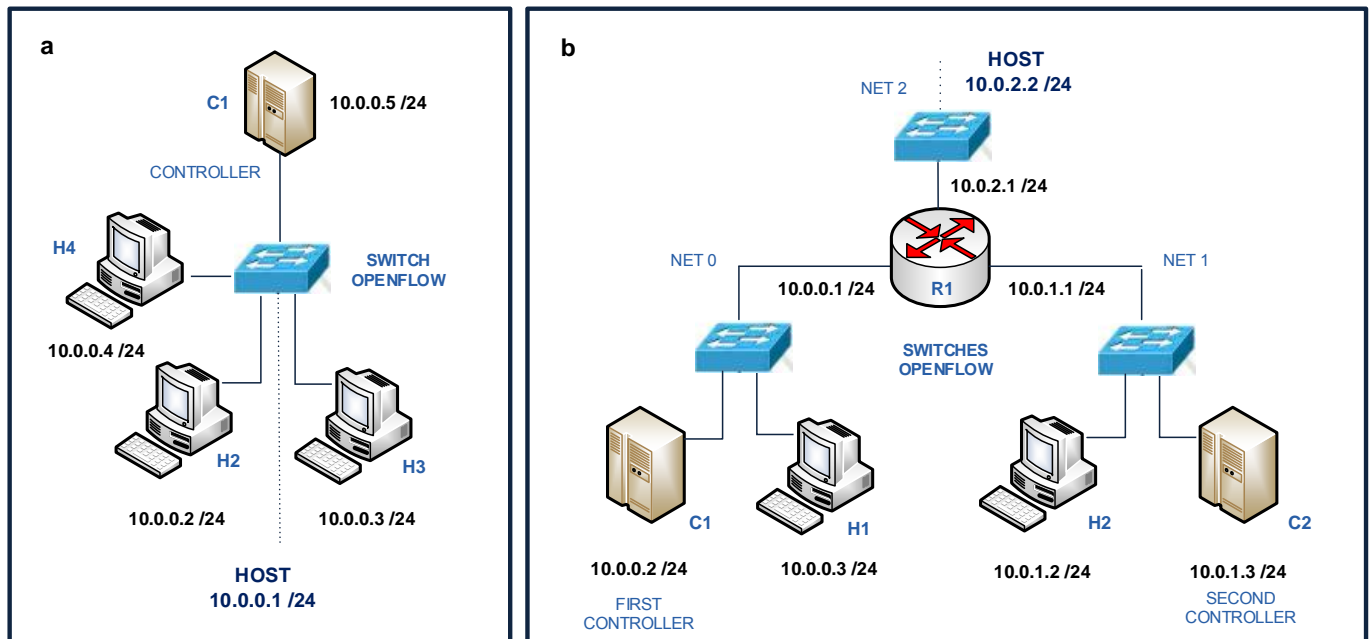 a
C1
10.0.0.5 /24
CONTROLLER
H4
SWITCH
OPENFLOW
10.0.0.4 /24
H2
H3
10.0.0.2 /24
10.0.0.3 /24
HOST
10.0.0.1 /24
b
HOST
10.0.2.2 /24
NET 2
10.0.2.1 /24
NET 0
NET 1
10.0.0.1 /24
R1
10.0.1.1 /24
SWITCHES
OPENFLOW
C1
H1
H2
C2
10.0.0.2 /24
10.0.0.3 /24
10.0.1.2 /24
10.0.1.3 /24
FIRST
CONTROLLER
SECOND
CONTROLLER